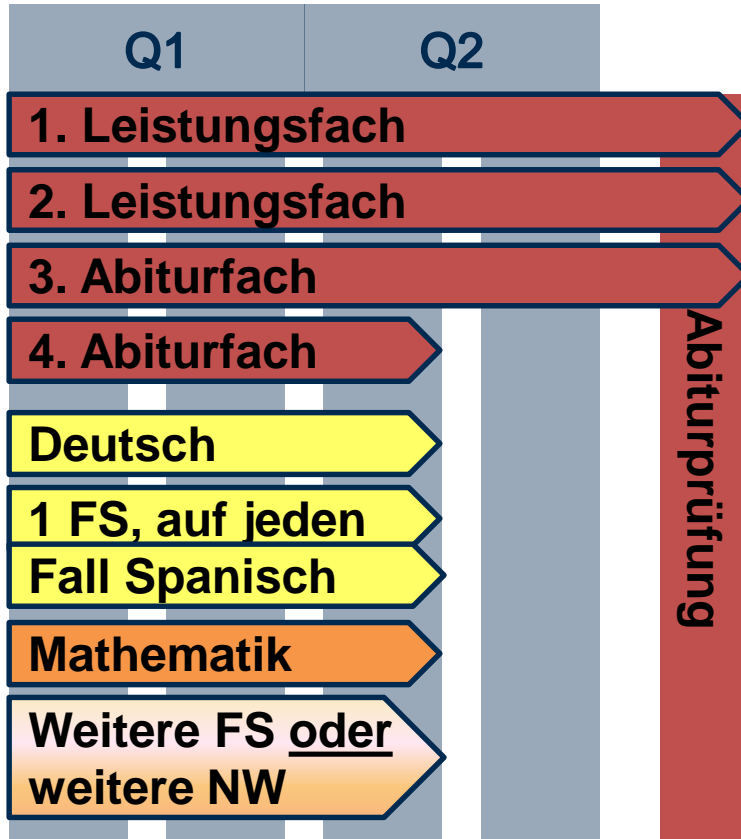 Q1 Q2
1. Leistungsfach
2. Leistungsfach
3. Abiturfach
4. Abiturfach
Deutsch
1 FS, auf jeden
Fall Spanisch
Mathematik
Weitere FS oder
weitere NW
Abiturprüfung